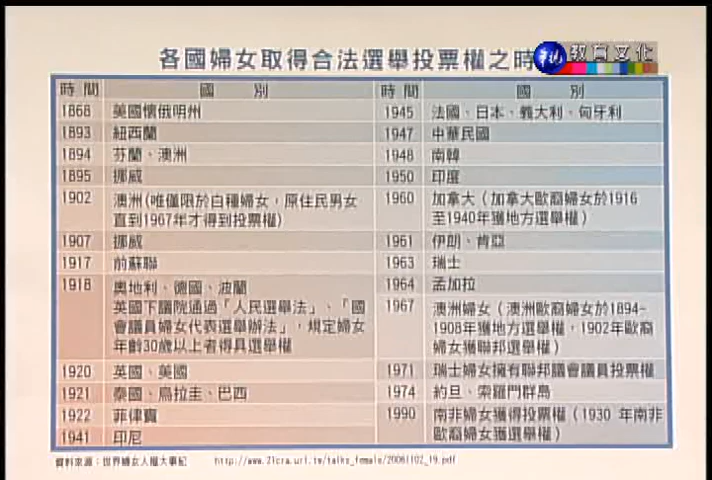 各國婦女取得合法選舉投票權之時
教育文化
時 間 國 別
1868 美國懷俄明州
1893 紐西蘭
1894 芬蘭、澳洲
1895 挪威
1902 澳洲(唯僅限於白種婦女，原住民男女
直到1967年才得到投票權)
1907 挪威
1917 前蘇聯
1918 奧地利、德國、波蘭
英國下議院通過「人民選舉法」、「國
會議員婦女代表選舉辦法」，規定婦女
年齡30歲以上者得具選舉權
1920 英國、美國
1921 泰國、烏拉圭、巴西
1922 菲律賓
1941 印尼
時 間 國 別
1945 法國、日本、義大利、匈牙利
1947 中華民國
1948 南韓
1950 印度
1960 加拿大（加拿大歐裔婦女於1916
至1940年獲地方選舉權）
1961 伊朗、肯亞
1963 瑞士
1964 孟加拉
1967 澳洲婦女（澳洲歐裔婦女於1894-
1908年獲地方選舉權，1902年歐裔
婦女獲聯邦選舉權）
1971 瑞士婦女擁有聯邦議會議員投票權
1974 約旦、索羅門群島
1990 南非婦女獲得投票權（1930 年南非
歐裔婦女獲選舉權）
資料來源：世界婦女人權大事紀 http://www.21cra.url.tw/talks_female/20061102_19.pdf